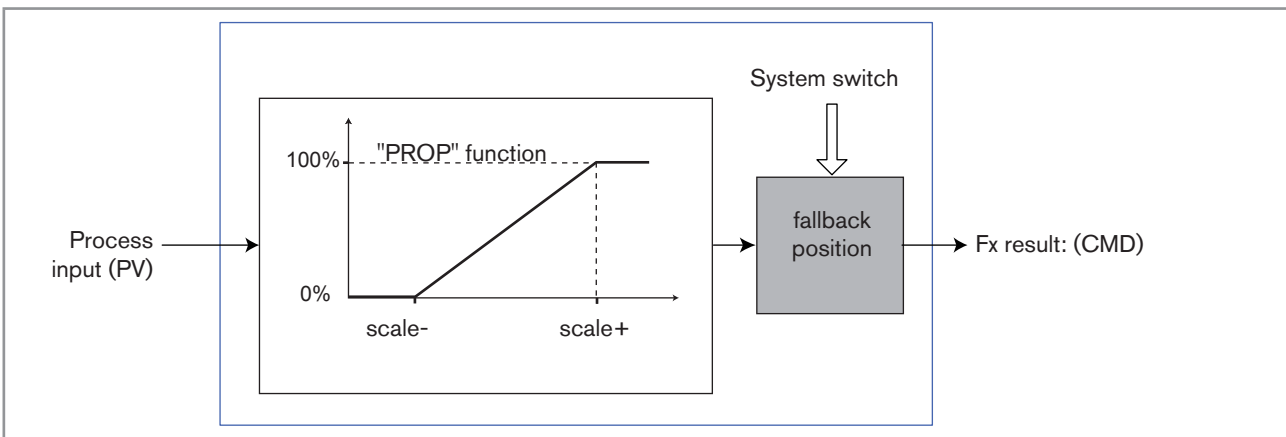 System switch
100%
"PROP" function
fallback
position
Process
input (PV)
Fx result: (CMD)
0%
scale-
scale+